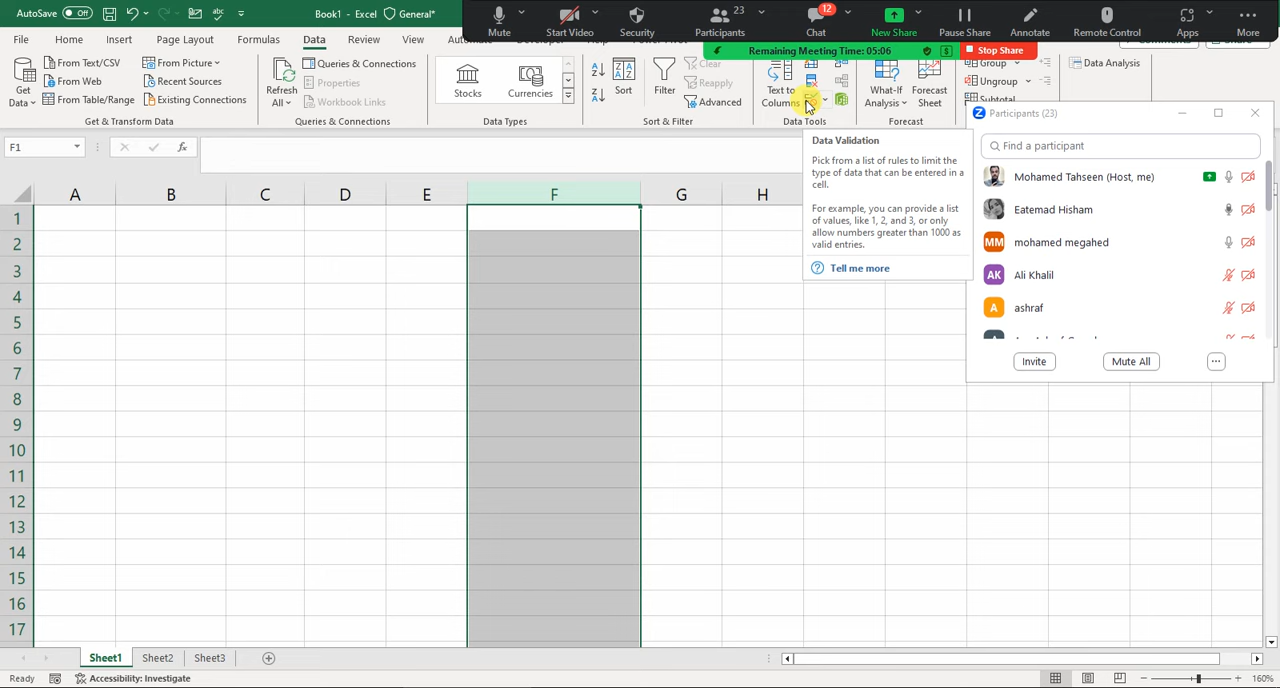 AutoSave Off
Book1 - Excel
General*
Mute
Start Video
Security
23
Participants
12
Chat
New Share
Pause Share
Annotate
Remote Control
Apps
More
File
Home
Insert
Page Layout
Formulas
Data
Review
View
Remaining Meeting Time: 05:06
Stop Share
Get
Data
From Text/CSV
From Web
From Table/Range
From Picture
Recent Sources
Existing Connections
Get & Transform Data
Refresh
All
Queries & Connections
Properties
Workbook Links
Queries & Connections
Stocks
Currencies
Data Types
Sort
Filter
Clear
Reapply
Advanced
Sort & Filter
Text to
Columns
Data Tools
What-If
Analysis
Forecast
Sheet
Forecast
Group
Ungroup
Subtotal
Data Analysis
F1
fx
Data Validation
Pick from a list of rules to limit the
type of data that can be entered in a
cell.
For example, you can provide a list
of values, like 1, 2, and 3, or only
allow numbers greater than 1000 as
valid entries.
Tell me more
Participants (23)
Find a participant
Mohamed Tahseen (Host, me)
Eatemad Hisham
MM mohamed megahed
AK Ali Khalil
A ashraf
Invite
Mute All
A B C D E F G H
1
2
3
4
5
6
7
8
9
10
11
12
13
14
15
16
17
Sheet1
Sheet2
Sheet3
Ready
Accessibility: Investigate
160%